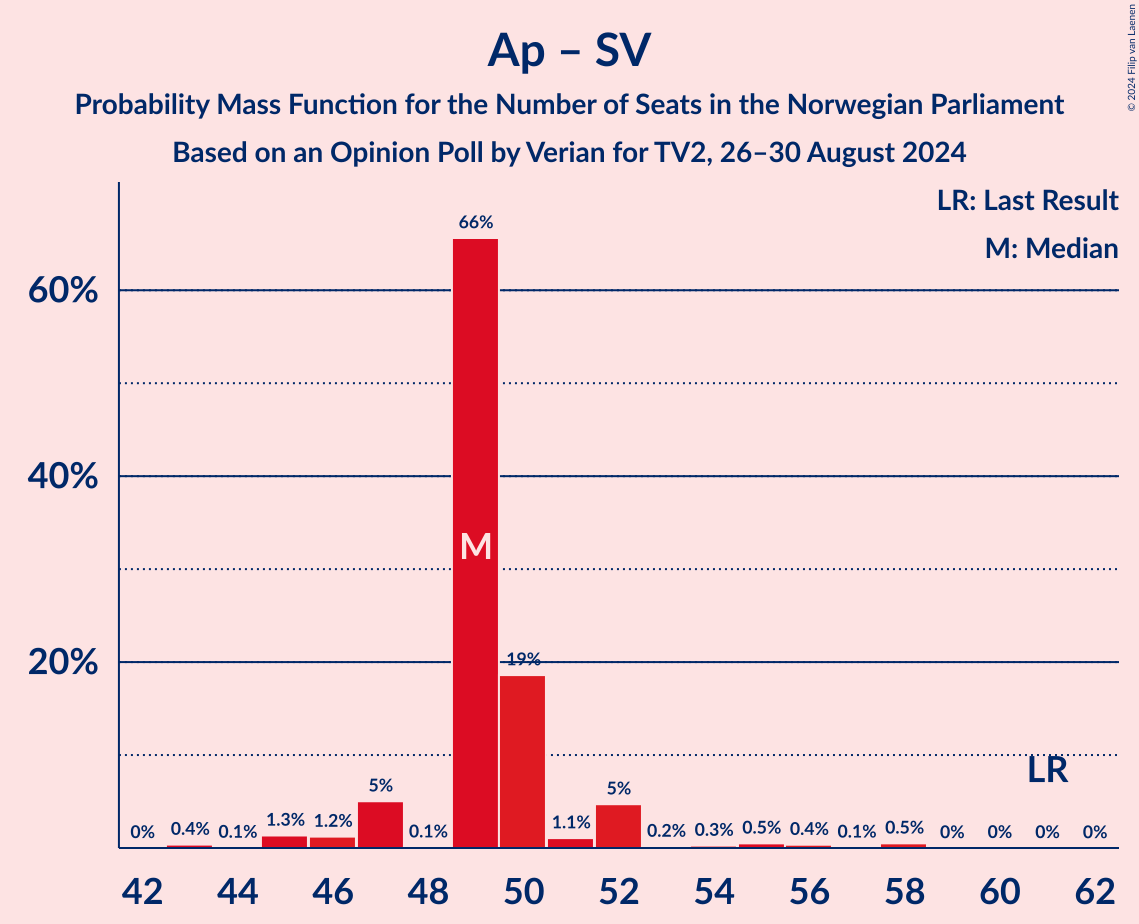 © 2024 Filip van Laenen
Ap – SV
Probability Mass Function for the Number of Seats in the Norwegian Parliament
Based on an Opinion Poll by Verian for TV2, 26–30 August 2024
LR: Last Result
M: Median
60%
40%
20%
0% 0.4% 0.1% 1.3% 1.2% 5% 0.1% 66% 19% 1.1% 5% 0.2% 0.3% 0.5% 0.4% 0.1% 0.5% 0% 0% 0% 0%
M
LR
42 44 46 48 50 52 54 56 58 60 62